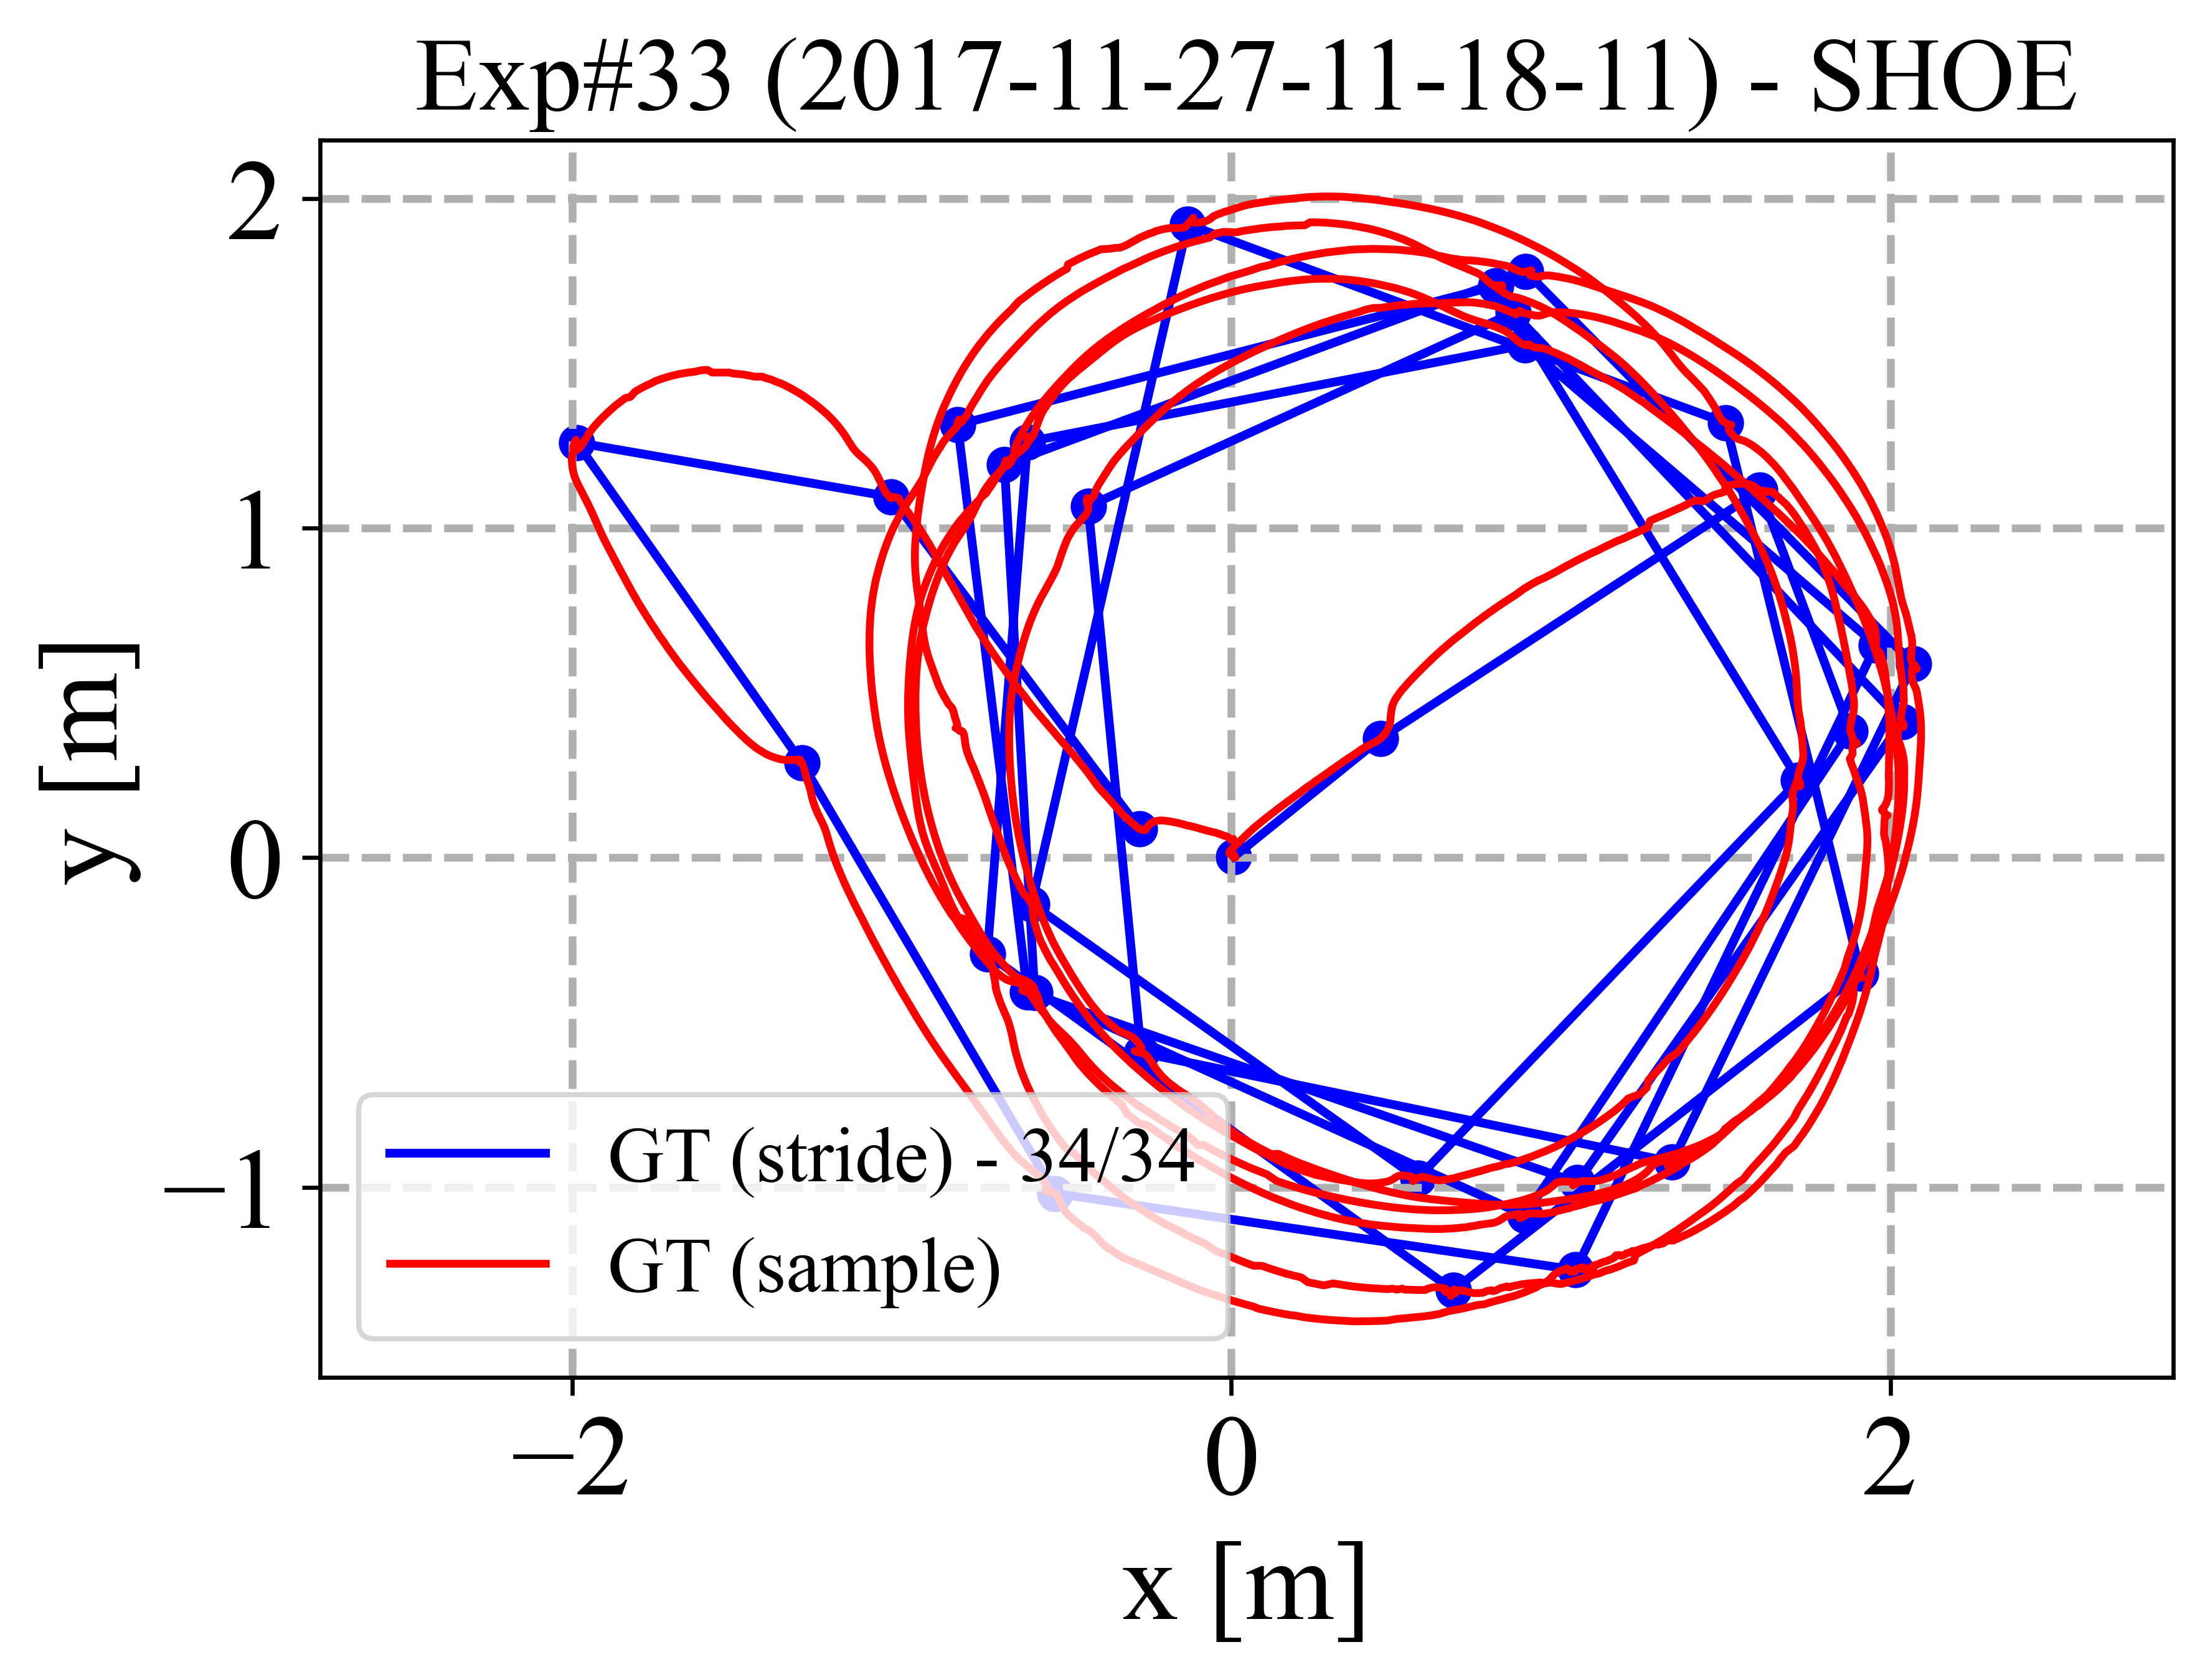 Exp#33 (2017-11-27-11-18-11) - SHOE
2
1
0
−1
y [m]
GT (stride) - 34/34
GT (sample)
−2
0
2
x [m]